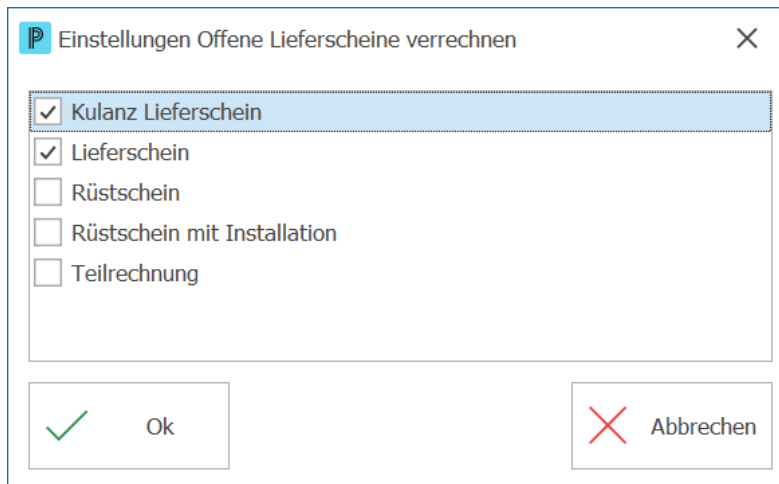 Einstellungen Offene Lieferscheine verrechnen
Kulanz Lieferschein
Lieferschein
Rüstschein
Rüstschein mit Installation
Teilrechnung
Ok
Abbrechen